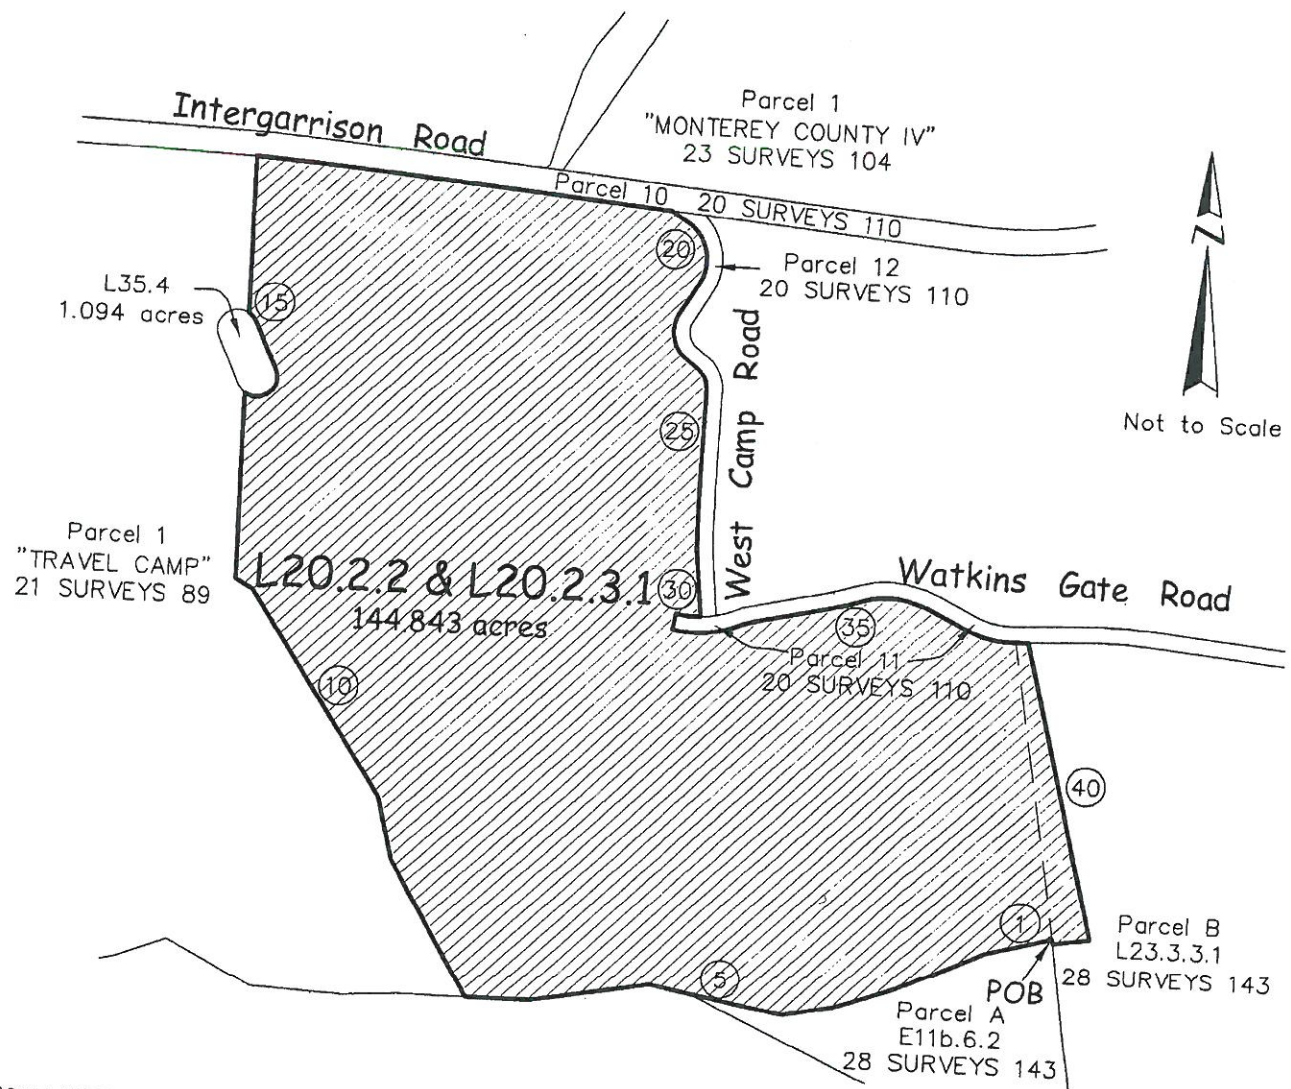 Intergarrison Road
Parcel 1
"MONTEREY COUNTY IV"
23 SURVEYS 104
Parcel 10 20 SURVEYS 110
20
Parcel 12
20 SURVEYS 110
L35.4
1.094 acres
15
N
West Camp Road
25
Not to Scale
Parcel 1
"TRAVEL CAMP"
21 SURVEYS 89
L20.2.2 & L20.2.3.1
144.843 acres
30
Watkins Gate Road
35
Parcel 11
20 SURVEYS 110
10
40
1
Parcel B
L23.3.3.1
28 SURVEYS 143
5
POB
Parcel A
E11b.6.2
28 SURVEYS 143